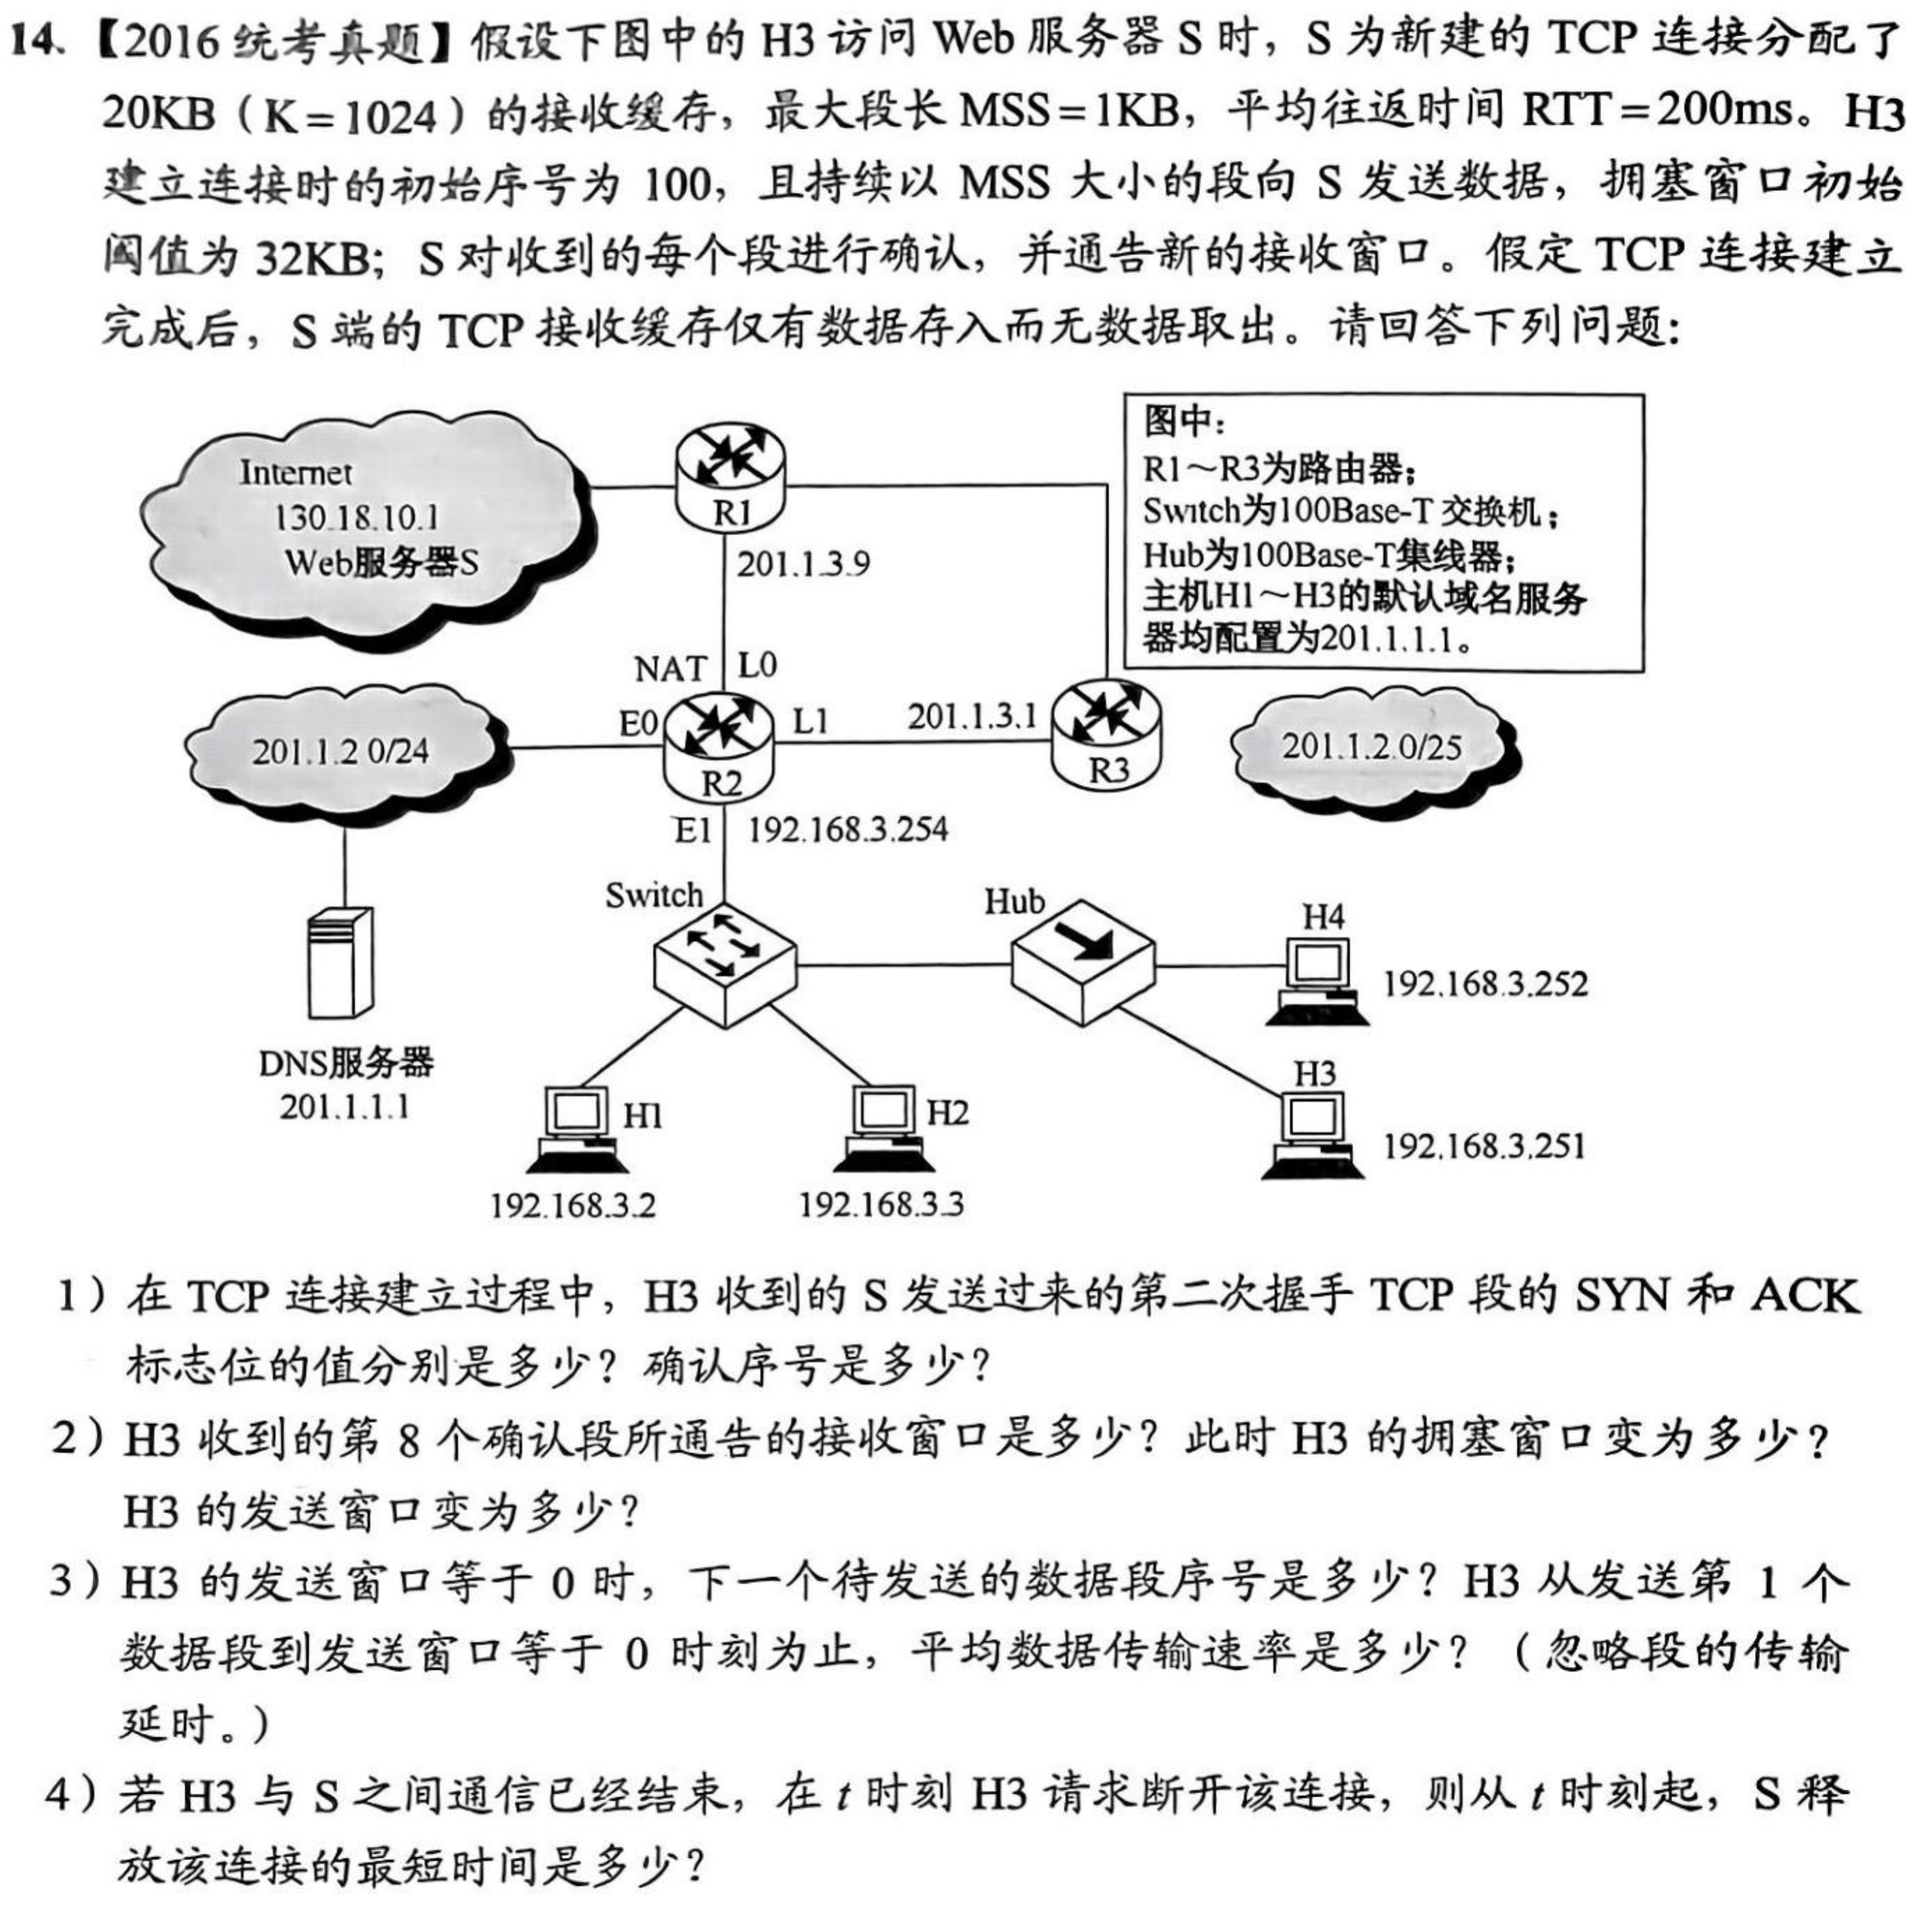 14.【2016 统考真题】假设下图中的 H3 访问 Web 服务器 S 时，S 为新建的 TCP 连接分配了
20KB（K=1024）的接收缓存，最大段长 MSS=1KB，平均往返时间 RTT=200ms。H3
建立连接时的初始序号为 100，且持续以 MSS 大小的段向 S 发送数据，拥塞窗口初始
阈值为 32KB；S 对收到的每个段进行确认，并通告新的接收窗口。假定 TCP 连接建立
完成后，S 端的 TCP 接收缓存仅有数据存入而无数据取出。请回答下列问题：
图中：
R1～R3为路由器；
Switch为100Base-T 交换机；
Hub为100Base-T集线器；
主机H1～H3的默认域名服务
器均配置为201.1.1.1。
Internet
130.18.10.1
Web服务器S
R1
201.1.3.9
NAT L0
E0
L1
201.1.3.1
201.1.2 0/24
R2
R3
201.1.2.0/25
E1 192.168.3.254
Switch
Hub
H4
192.168.3.252
DNS服务器
201.1.1.1
H1
H2
H3
192.168.3.251
192.168.3.2
192.168.3.3
1）在 TCP 连接建立过程中，H3 收到的 S 发送过来的第二次握手 TCP 段的 SYN 和 ACK
标志位的值分别是多少？确认序号是多少？
2）H3 收到的第 8 个确认段所通告的接收窗口是多少？此时 H3 的拥塞窗口变为多少？
H3 的发送窗口变为多少？
3）H3 的发送窗口等于 0 时，下一个待发送的数据段序号是多少？H3 从发送第 1 个
数据段到发送窗口等于 0 时刻为止，平均数据传输速率是多少？（忽略段的传输
延时。）
4）若 H3 与 S 之间通信已经结束，在 t 时刻 H3 请求断开该连接，则从 t 时刻起，S 释
放该连接的最短时间是多少？